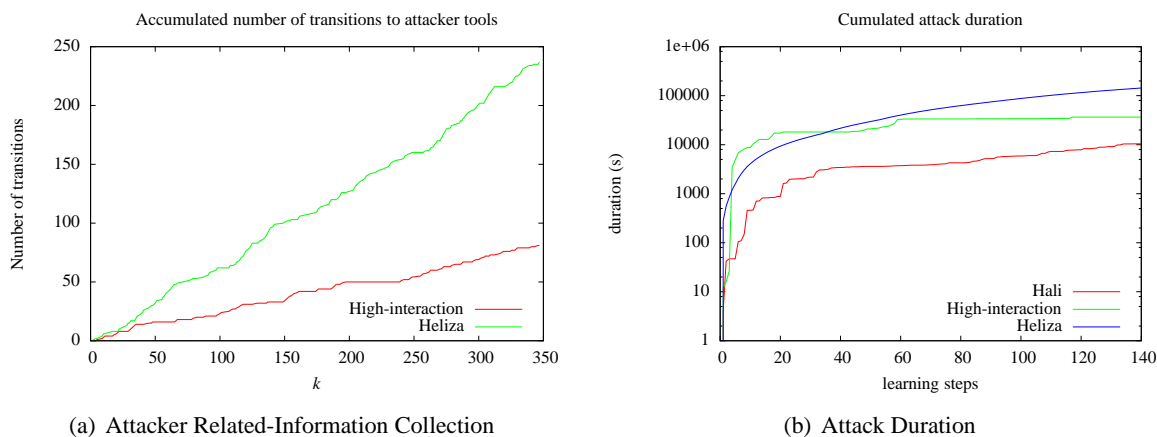 Accumulated number of transitions to attacker tools
250
200
150
100
50
0
0 50 100 150 200 250 300 350
Number of transitions
k
High-interaction
Heliza
(a) Attacker Related-Information Collection
Cumulated attack duration
1e+06
100000
10000
1000
100
10
1
0 20 40 60 80 100 120 140
duration (s)
learning steps
Hali
High-interaction
Heliza
(b) Attack Duration